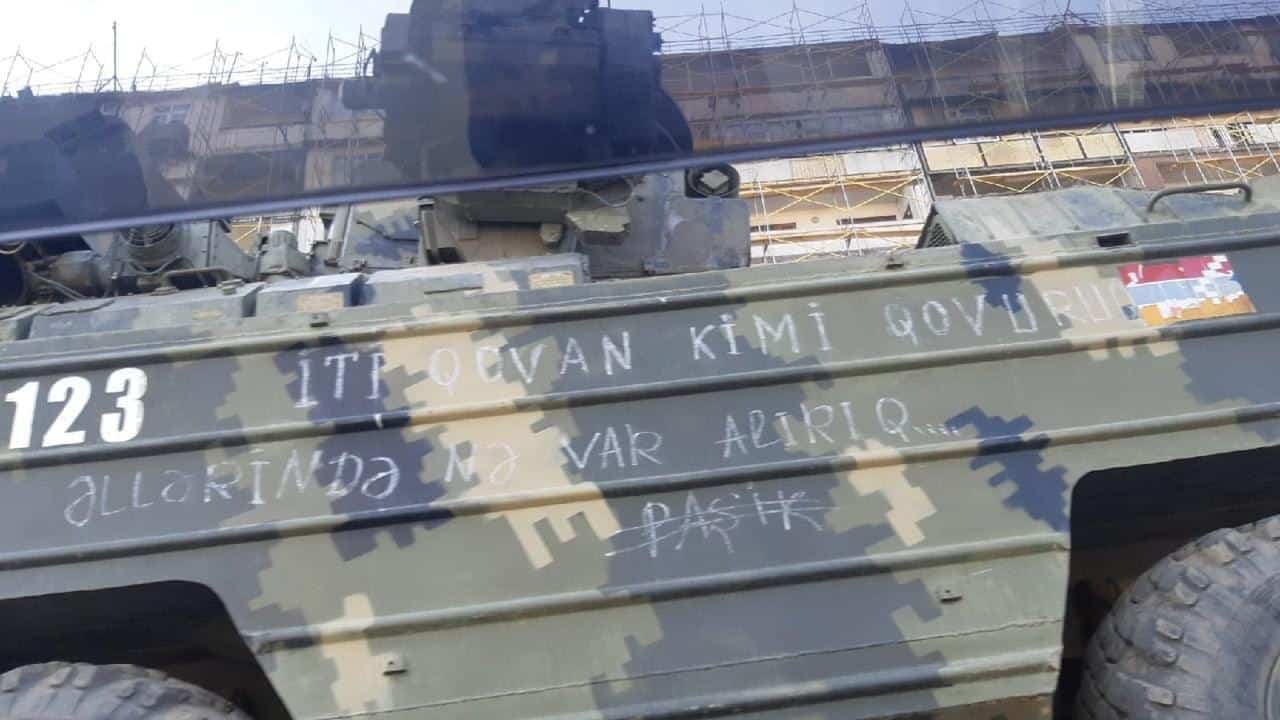 İTİ QOVAN KİMİ QOVURUQ
123
ƏLLƏRİNDƏ NƏ VAR ALIRIQ....
PAŞİK